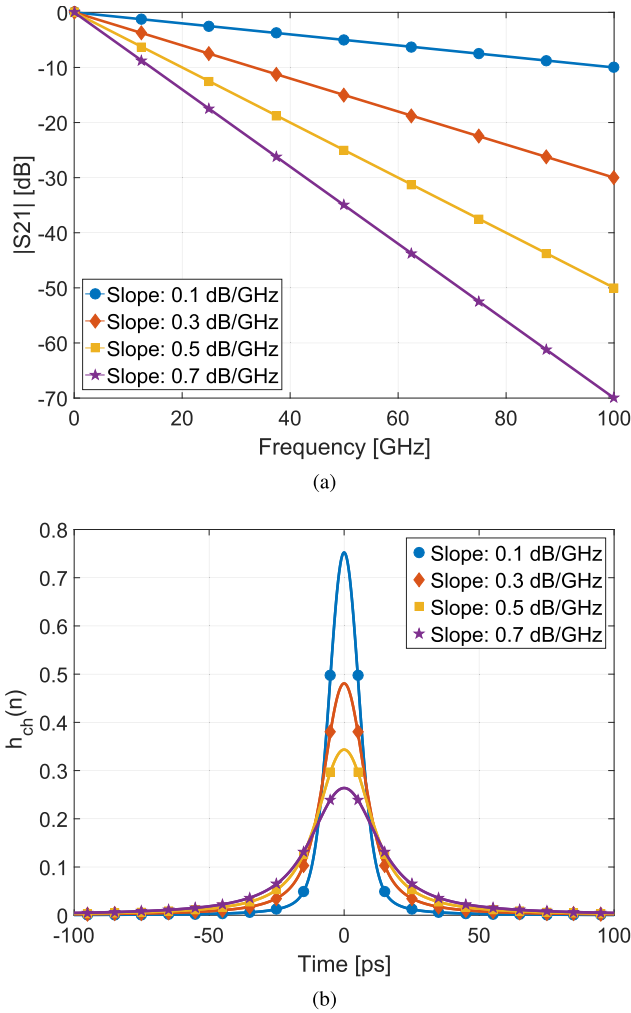 0
-10
-20
-30
-40
-50
-60
-70
|S21| [dB]
Slope: 0.1 dB/GHz
Slope: 0.3 dB/GHz
Slope: 0.5 dB/GHz
Slope: 0.7 dB/GHz
0 20 40 60 80 100
Frequency [GHz]
(a)
0.8
0.7
0.6
0.5
0.4
0.3
0.2
0.1
0
h_ch(n)
Slope: 0.1 dB/GHz
Slope: 0.3 dB/GHz
Slope: 0.5 dB/GHz
Slope: 0.7 dB/GHz
-100 -50 0 50 100
Time [ps]
(b)